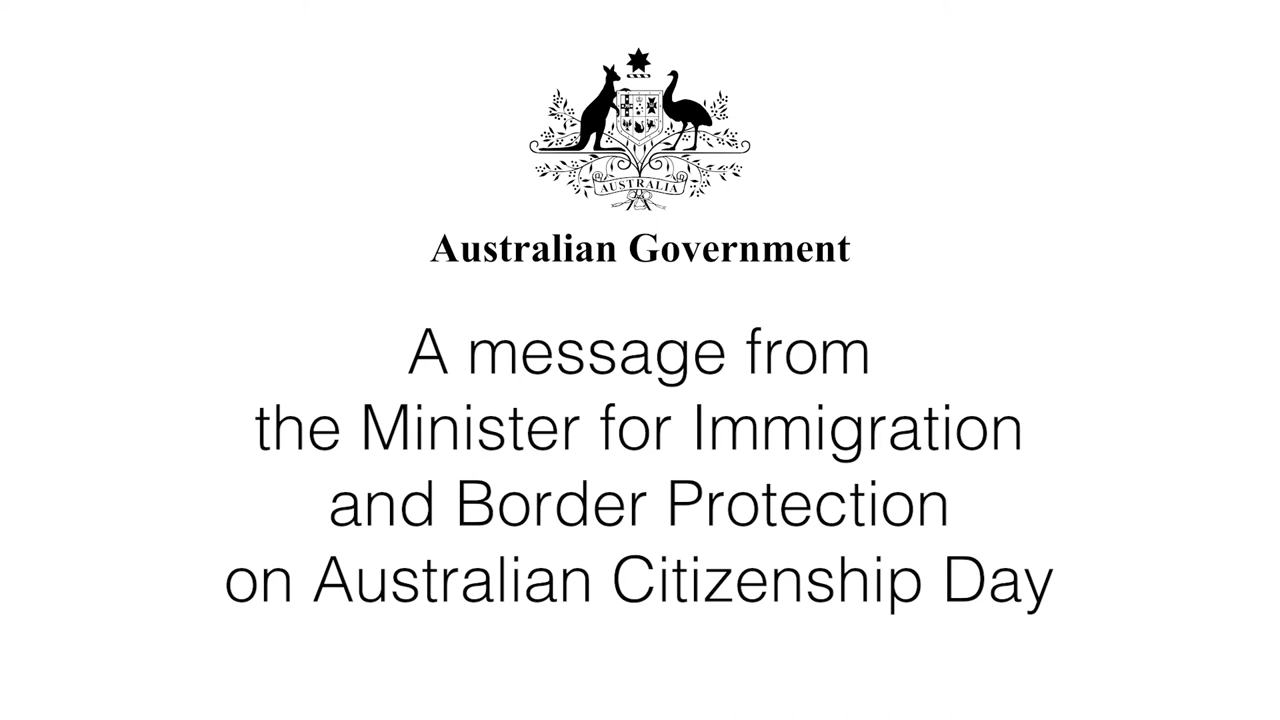 AUSTRALIA
Australian Government
A message from
the Minister for Immigration
and Border Protection
on Australian Citizenship Day